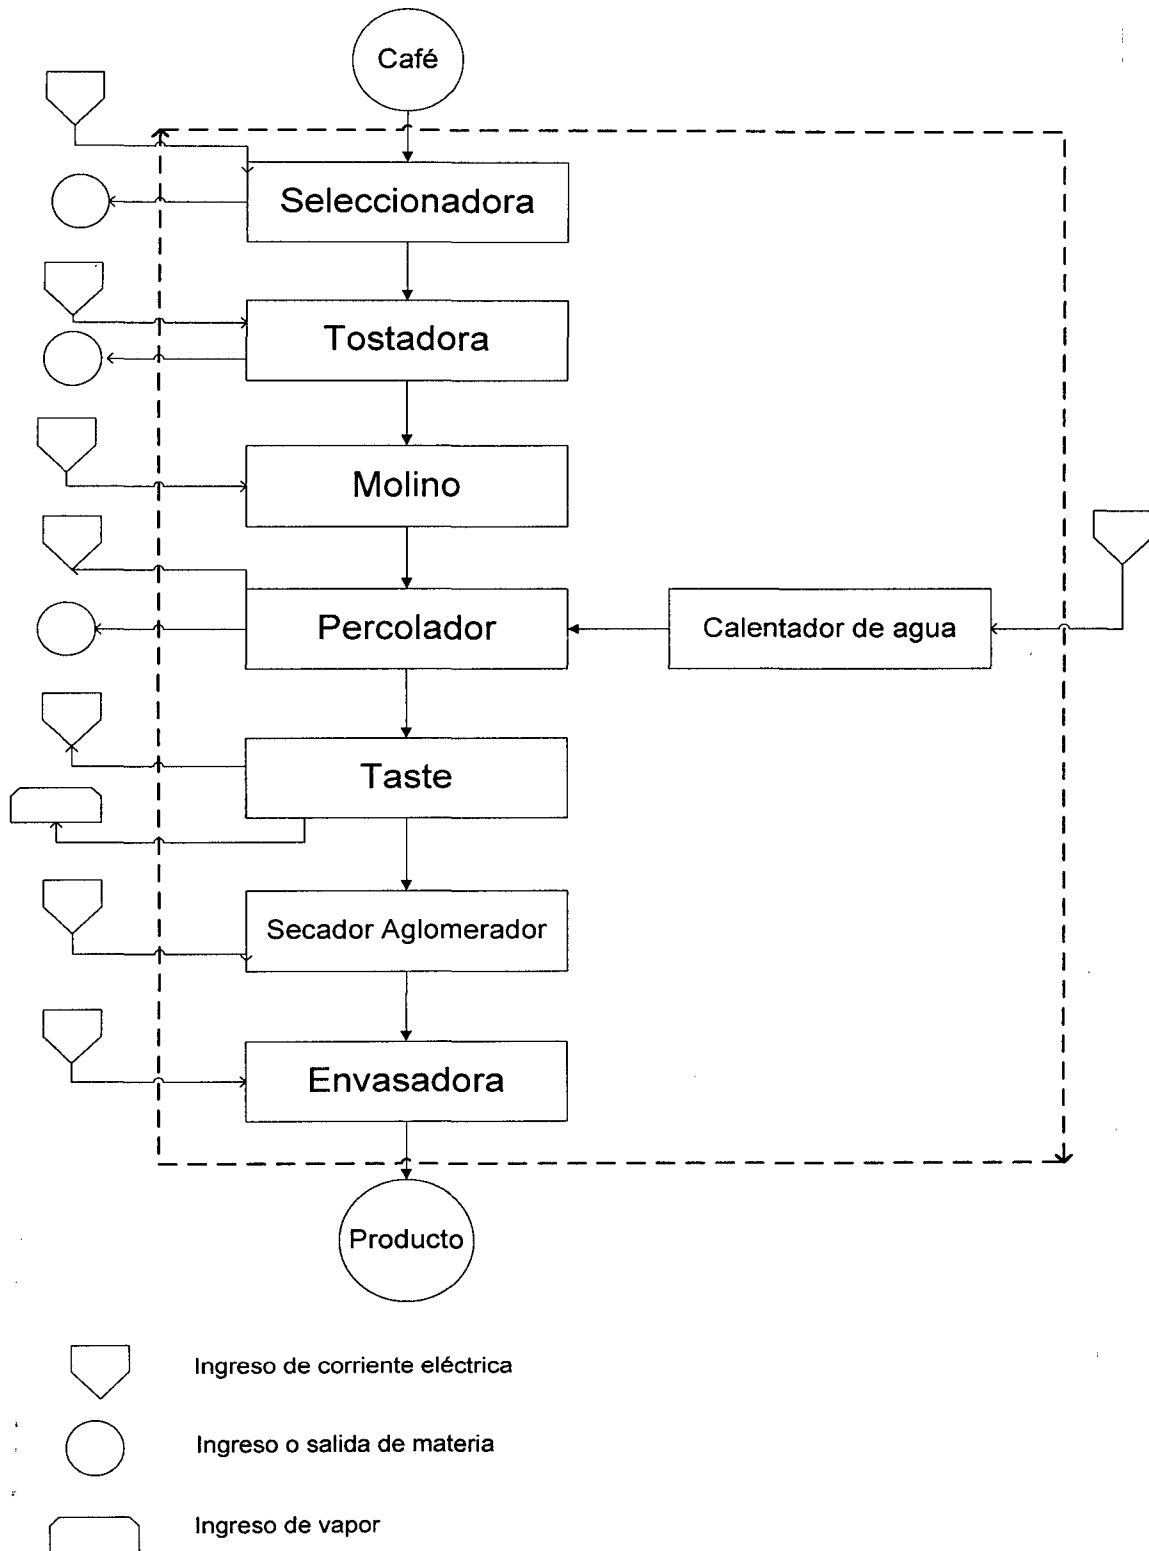 Café
Seleccionadora
Tostadora
Molino
Percolador
Calentador de agua
Taste
Secador Aglomerador
Envasadora
Producto
Ingreso de corriente eléctrica
Ingreso o salida de materia
Ingreso de vapor